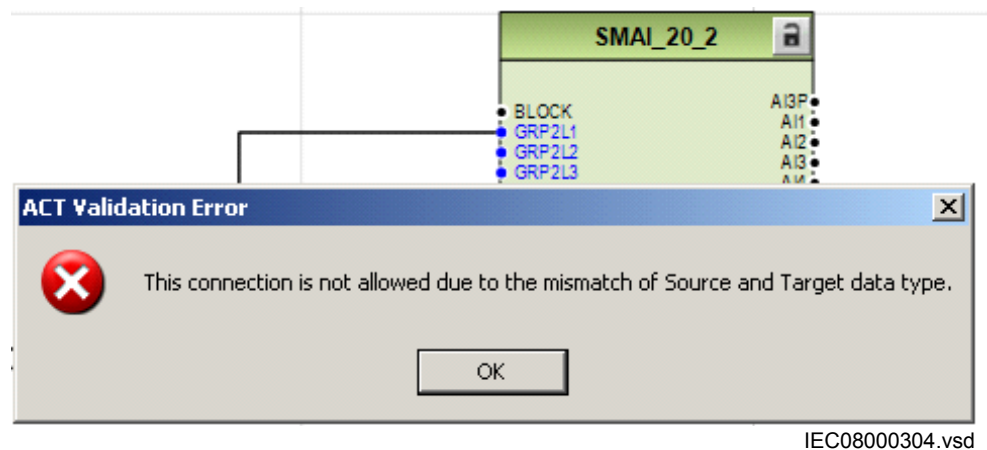 SMAI_20_2
BLOCK
AI3P
GRP2L1
AI1
GRP2L2
AI2
GRP2L3
AI3
AI4
ACT Validation Error
This connection is not allowed due to the mismatch of Source and Target data type.
OK
IEC08000304.vsd